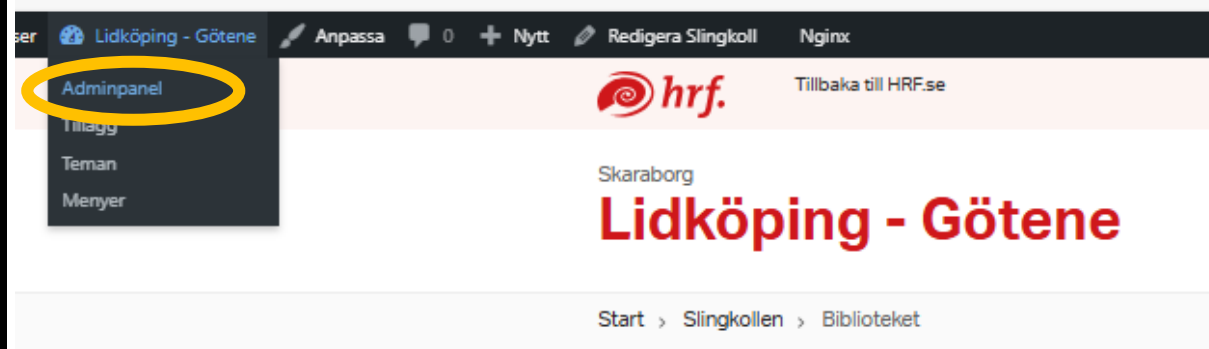 ser Lidköping - Götene Anpassa 0 Nytt Redigera Slingkoll Nginx
Adminpanel
Tillägg
Teman
Menyer
hrf. Tillbaka till HRF.se
Skaraborg
Lidköping - Götene
Start > Slingkollen > Biblioteket